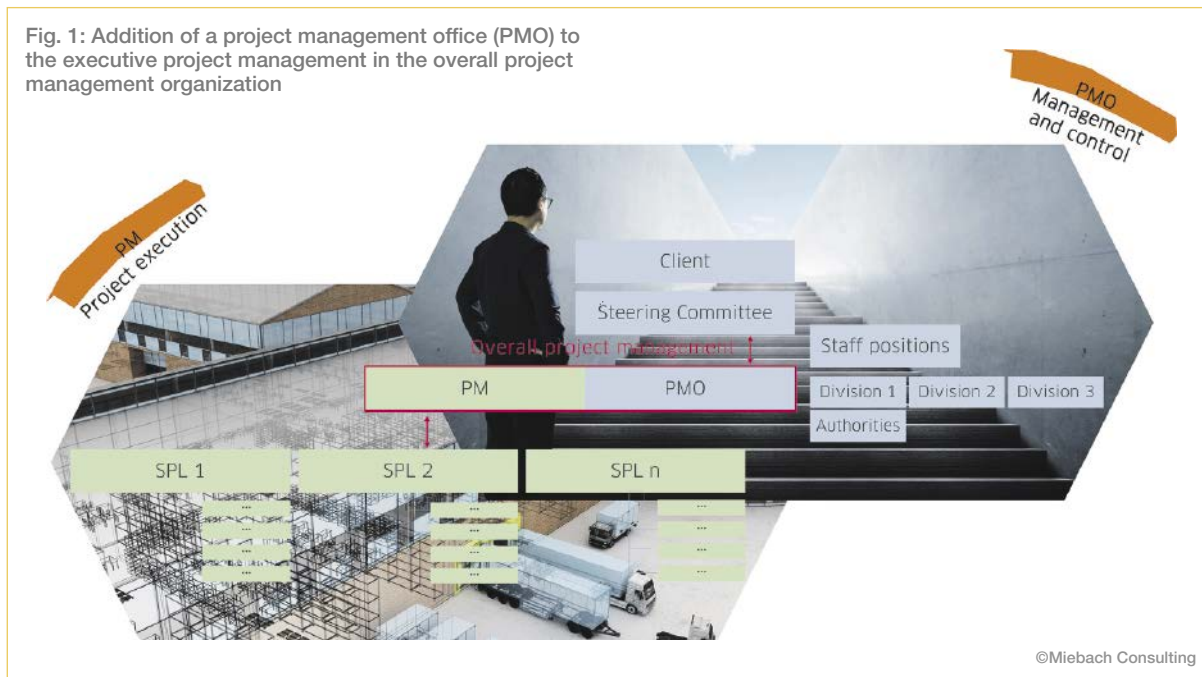 Fig. 1: Addition of a project management office (PMO) to
the executive project management in the overall project
management organization
PMO
Management
and control
PM
Project execution
Client
Steering Committee
Overall project management
Staff positions
PM
PMO
Division 1
Division 2
Division 3
Authorities
SPL 1
SPL 2
SPL n
...
...
...
...
...
...
...
...
...
...
...
...
©Miebach Consulting